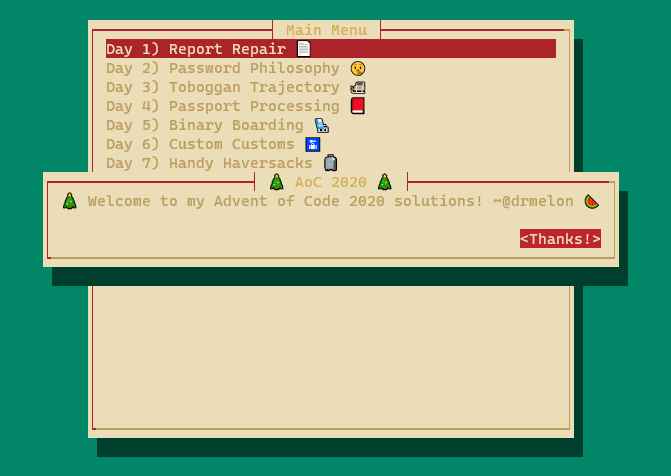 Main Menu
Day 1) Report Repair 📄
Day 2) Password Philosophy 🤫
Day 3) Toboggan Trajectory 🛷
Day 4) Passport Processing 📕
Day 5) Binary Boarding 💺
Day 6) Custom Customs 🛃
Day 7) Handy Haversacks 🧳
🎄 AoC 2020 🎄
🎄 Welcome to my Advent of Code 2020 solutions! ~@drmelon 🍉
<Thanks!>